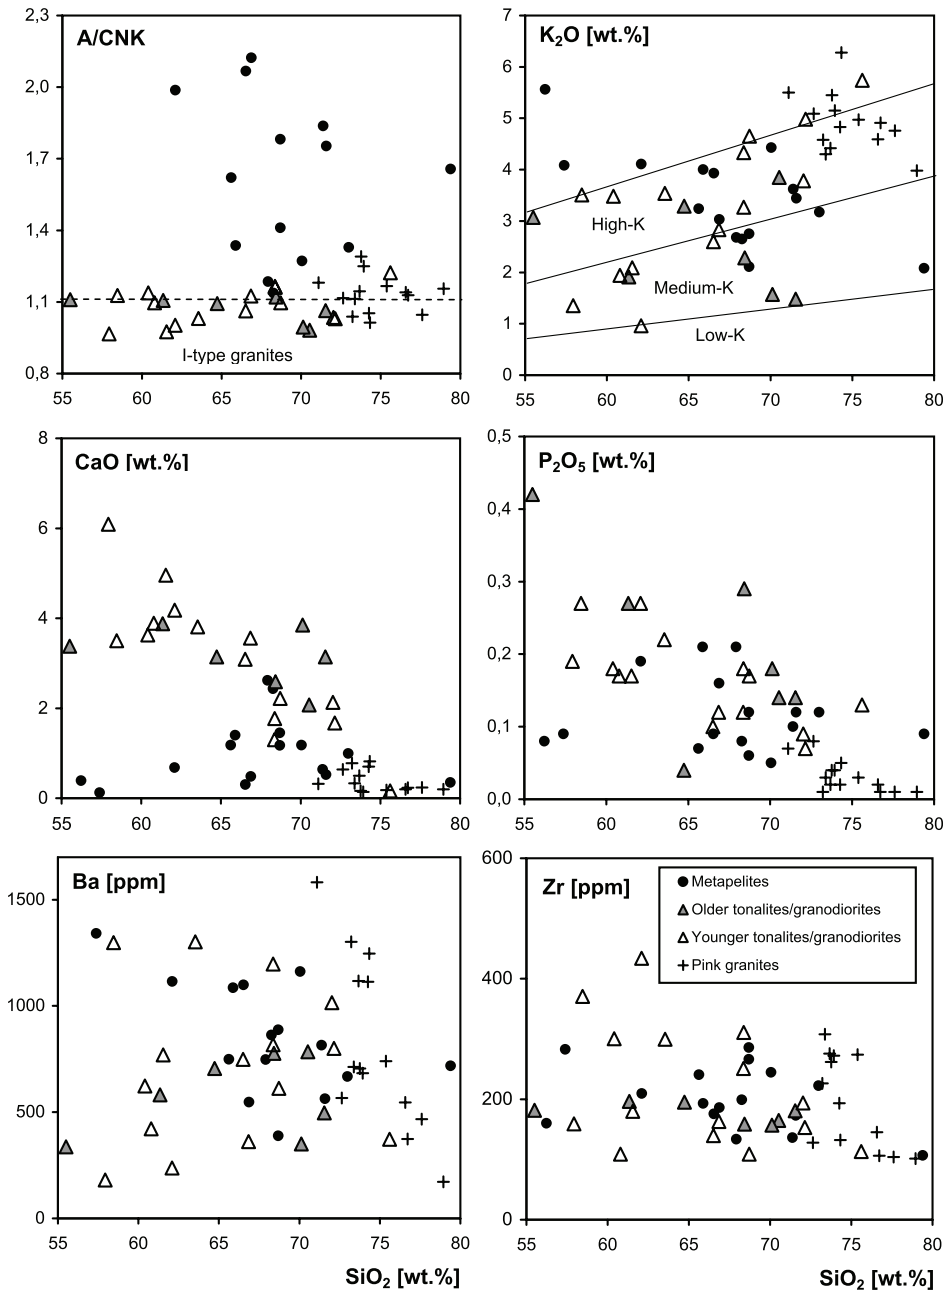 2,3
2,0
1,7
1,4
1,1
0,8
A/CNK
I-type granites
55 60 65 70 75 80
7
6
5
4
3
2
1
0
K₂O [wt.%]
High-K
Medium-K
Low-K
55 60 65 70 75 80
8
6
4
2
0
CaO [wt.%]
55 60 65 70 75 80
0,5
0,4
0,3
0,2
0,1
0,0
P₂O₅ [wt.%]
55 60 65 70 75 80
1500
1000
500
0
Ba [ppm]
55 60 65 70 75 80
SiO₂ [wt.%]
600
400
200
0
Zr [ppm]
Metapelites
Older tonalites/granodiorites
Younger tonalites/granodiorites
Pink granites
55 60 65 70 75 80
SiO₂ [wt.%]